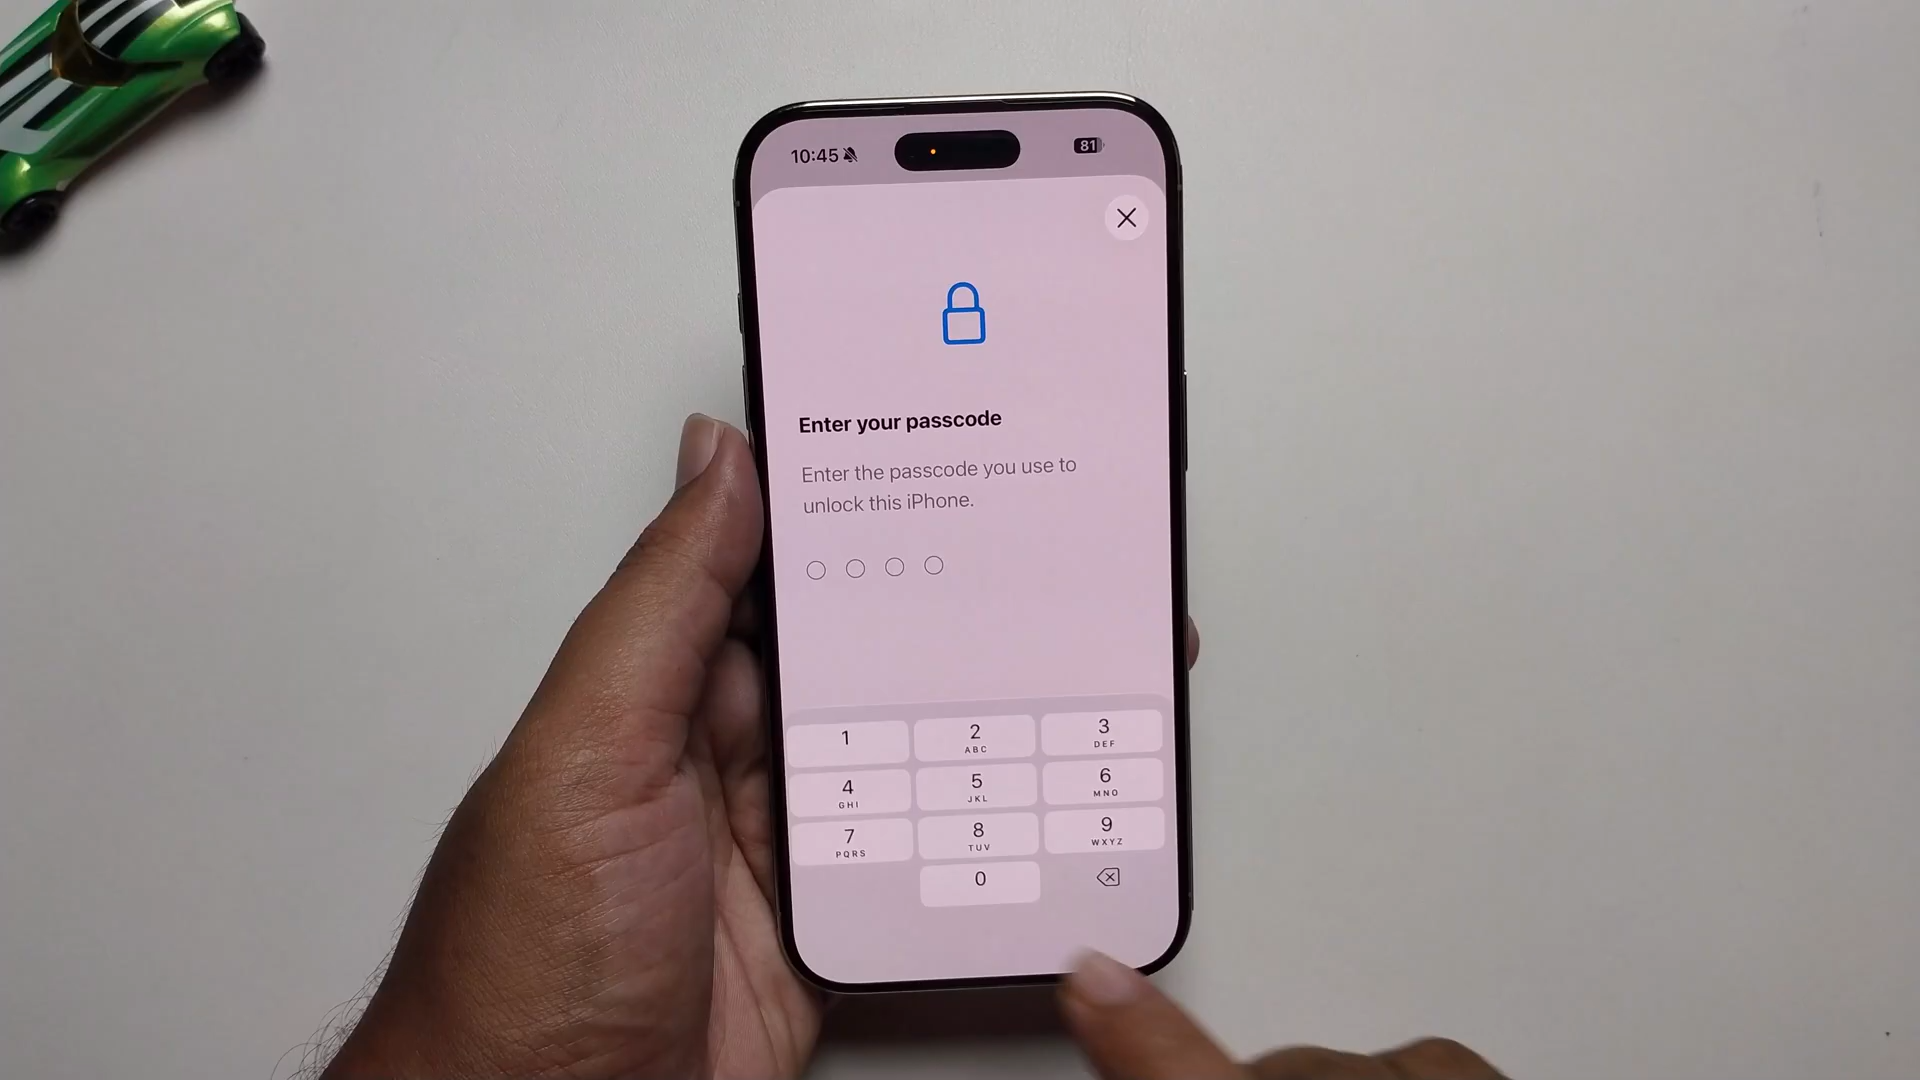 10:45
81
Enter your passcode
Enter the passcode you use to
unlock this iPhone.
1
2
ABC
3
DEF
4
GHI
5
JKL
6
MNO
7
PQRS
8
TUV
9
WXYZ
0